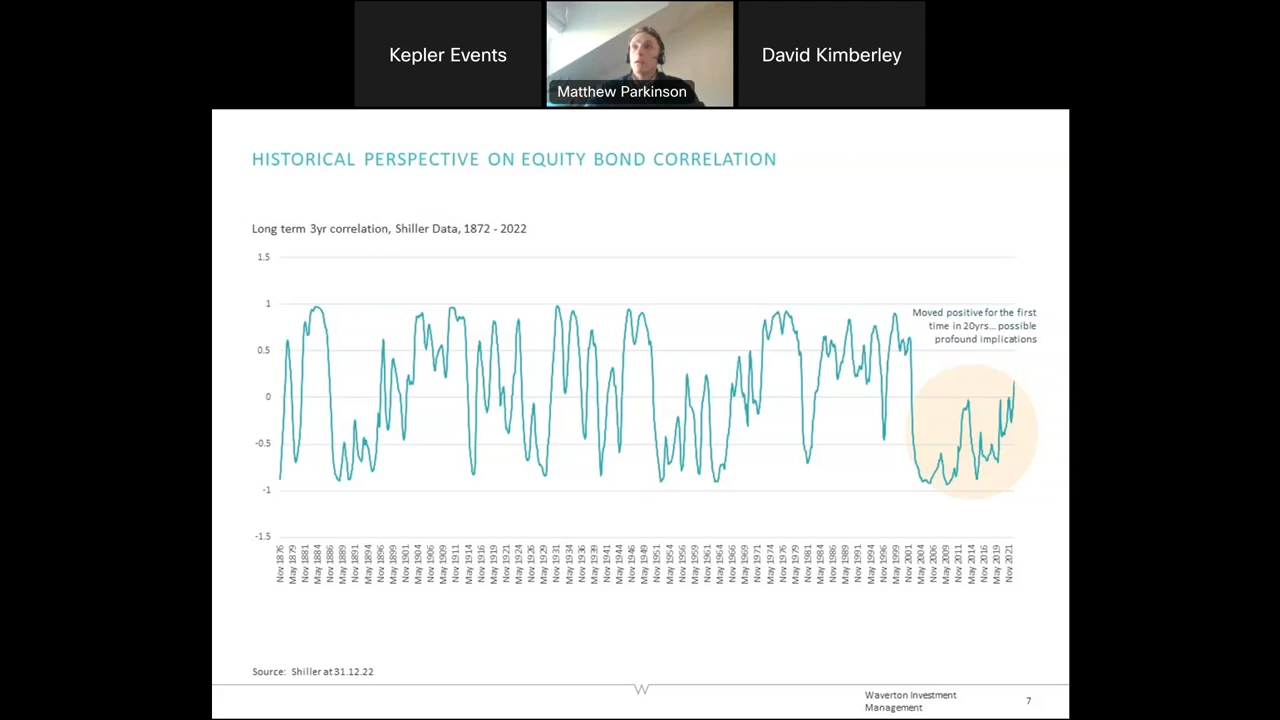 Kepler Events
Matthew Parkinson
David Kimberley
HISTORICAL PERSPECTIVE ON EQUITY BOND CORRELATION
Long term 3yr correlation, Shiller Data, 1872 - 2022
1.5
1
0.5
0
-0.5
-1
-1.5
Moved positive for the first
time in 20yrs... possible
profound implications
Nov 1876
May 1879
Nov 1881
May 1884
Nov 1886
May 1889
Nov 1891
May 1894
Nov 1896
May 1899
Nov 1901
May 1904
Nov 1906
May 1909
Nov 1911
May 1914
Nov 1916
May 1919
Nov 1921
May 1924
Nov 1926
May 1929
Nov 1931
May 1934
Nov 1936
May 1939
Nov 1941
May 1944
Nov 1946
May 1949
Nov 1951
May 1954
Nov 1956
May 1959
Nov 1961
May 1964
Nov 1966
May 1969
Nov 1971
May 1974
Nov 1976
May 1979
Nov 1981
May 1984
Nov 1986
May 1989
Nov 1991
May 1994
Nov 1996
May 1999
Nov 2001
May 2004
Nov 2006
May 2009
Nov 2011
May 2014
Nov 2016
May 2019
Nov 2021
Source: Shiller at 31.12.22
Waverton Investment
Management
7